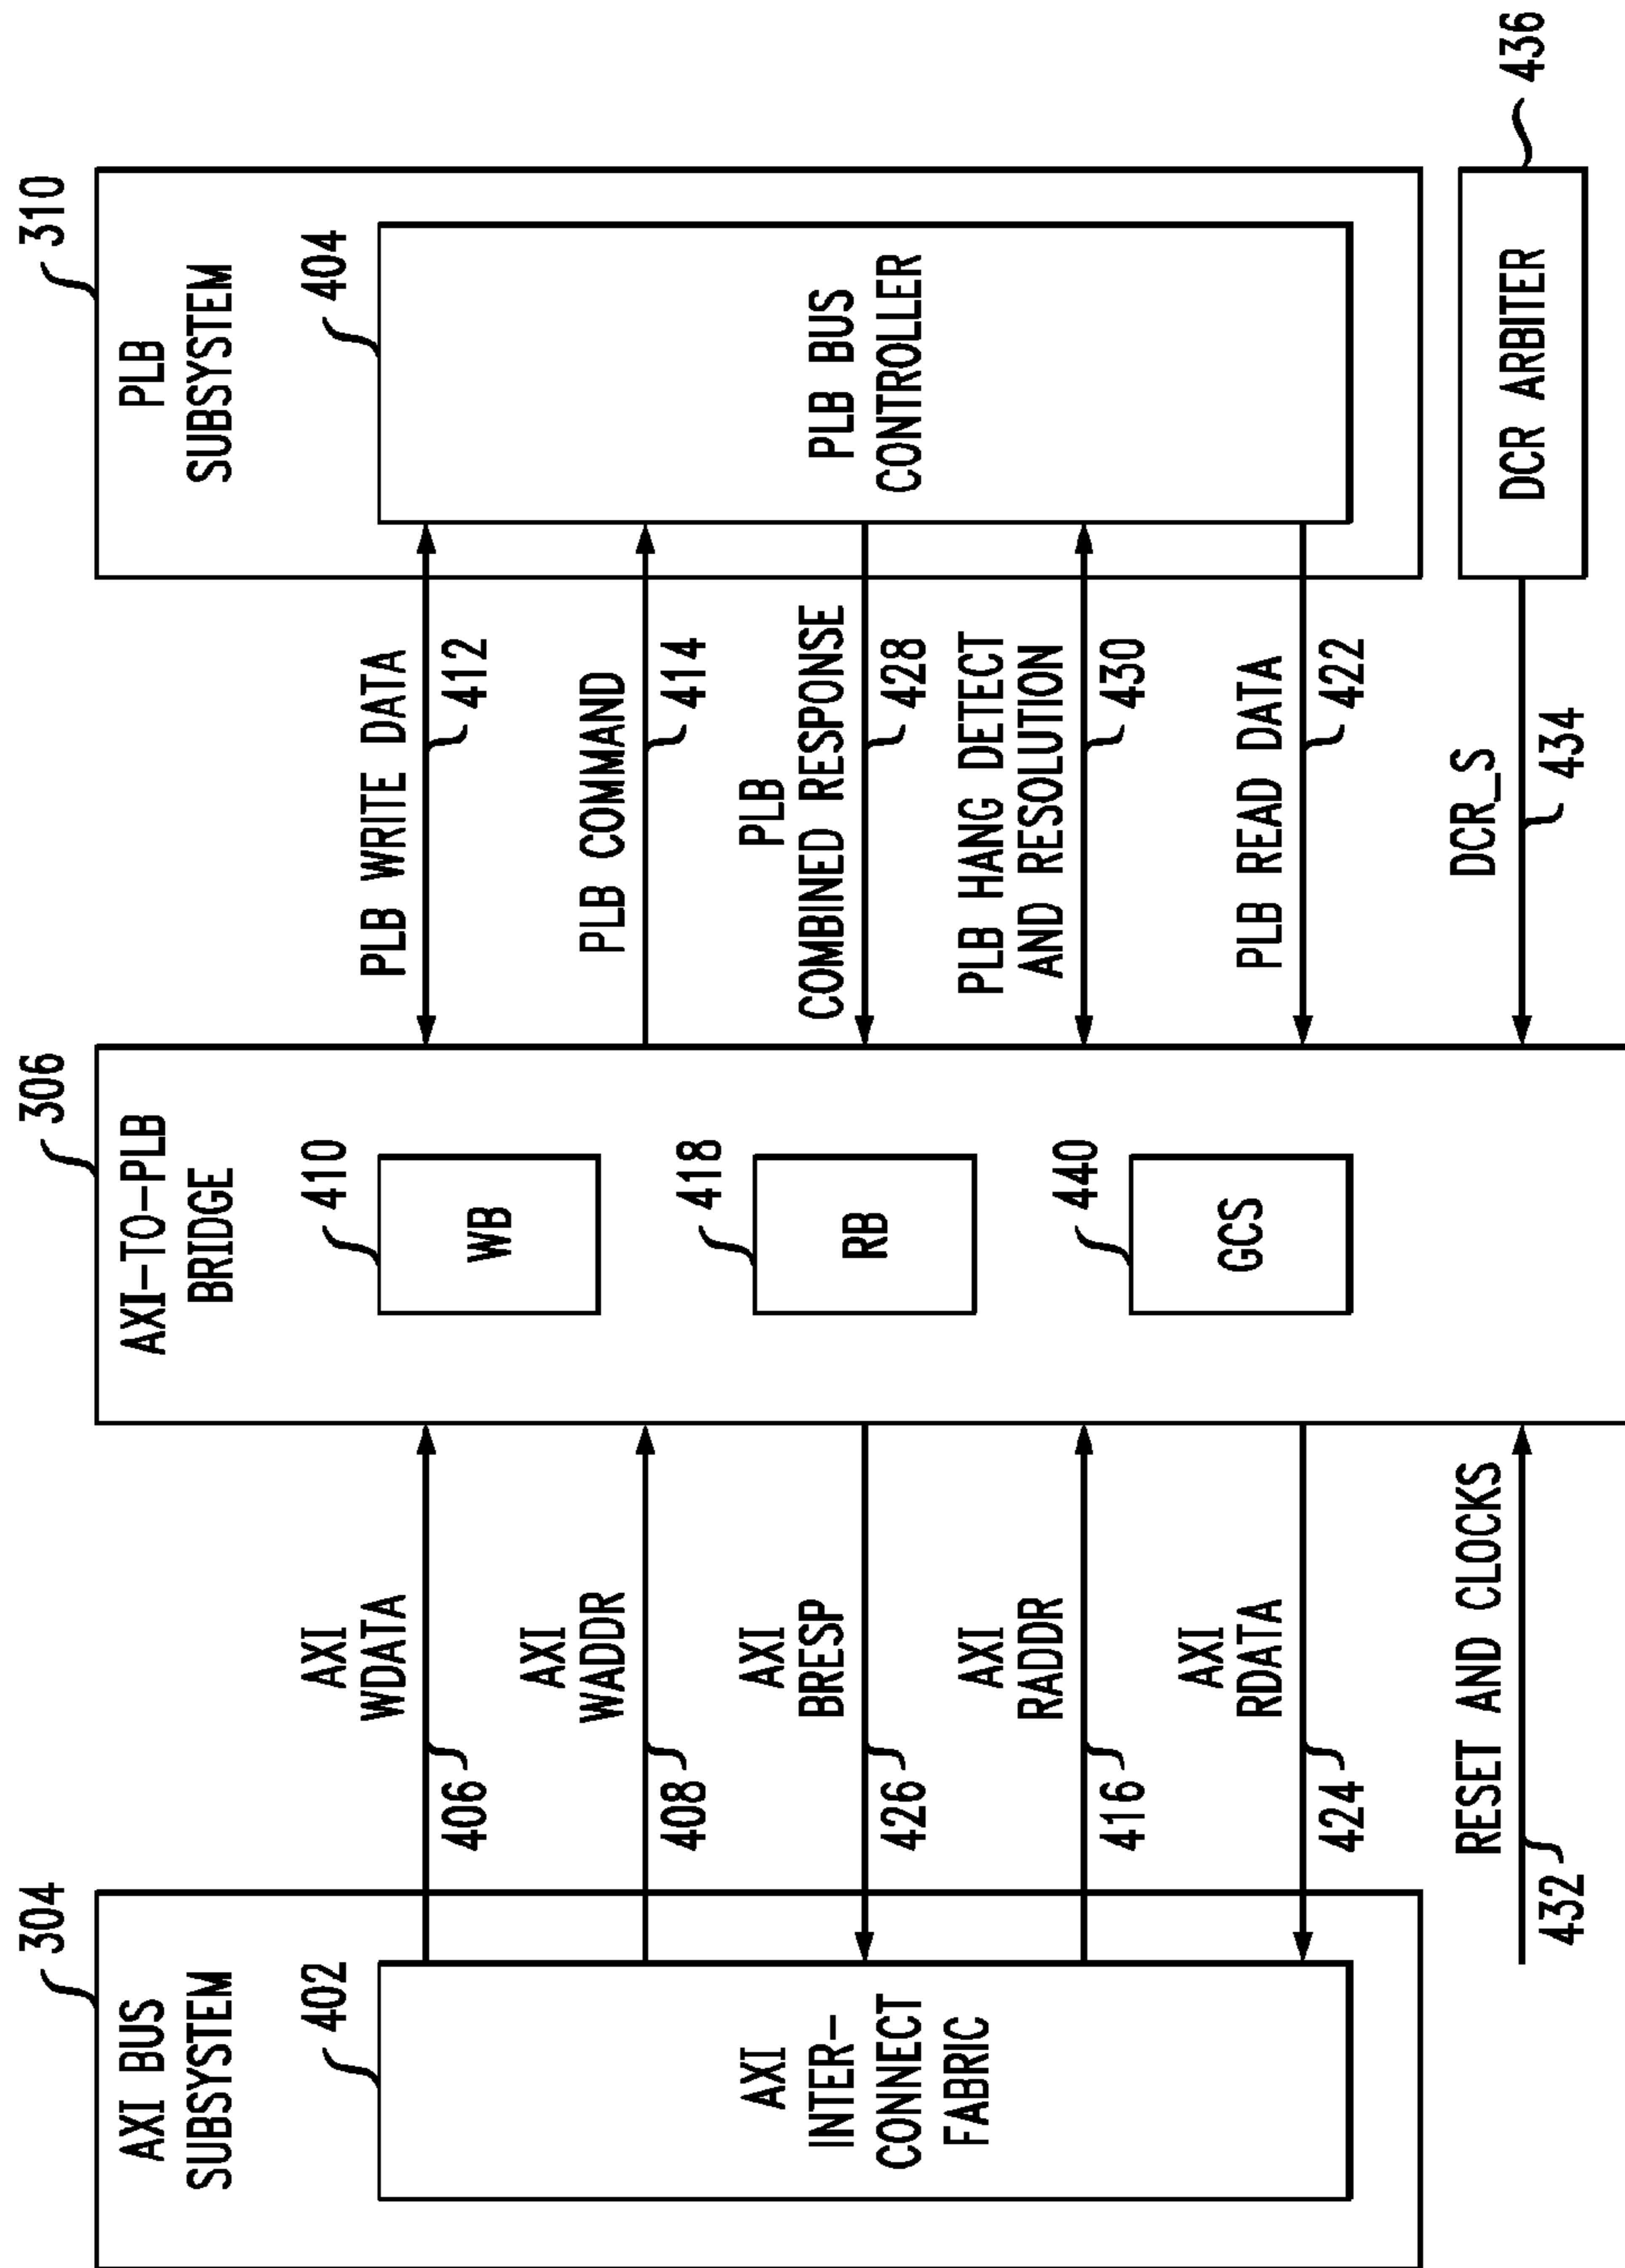 304
AXI BUS
SUBSYSTEM
402
AXI
INTER-
CONNECT
FABRIC
AXI
WDATA
406
AXI
WADDR
408
AXI
BRESP
426
AXI
RADDR
416
AXI
RDATA
424
RESET AND CLOCKS
432
306
AXI-TO-PLB
BRIDGE
410
WB
418
RB
440
GCS
PLB WRITE DATA
412
PLB COMMAND
414
PLB
COMBINED RESPONSE
428
PLB HANG DETECT
AND RESOLUTION
430
PLB READ DATA
422
DCR_S
434
310
PLB
SUBSYSTEM
404
PLB BUS
CONTROLLER
DCR ARBITER
436